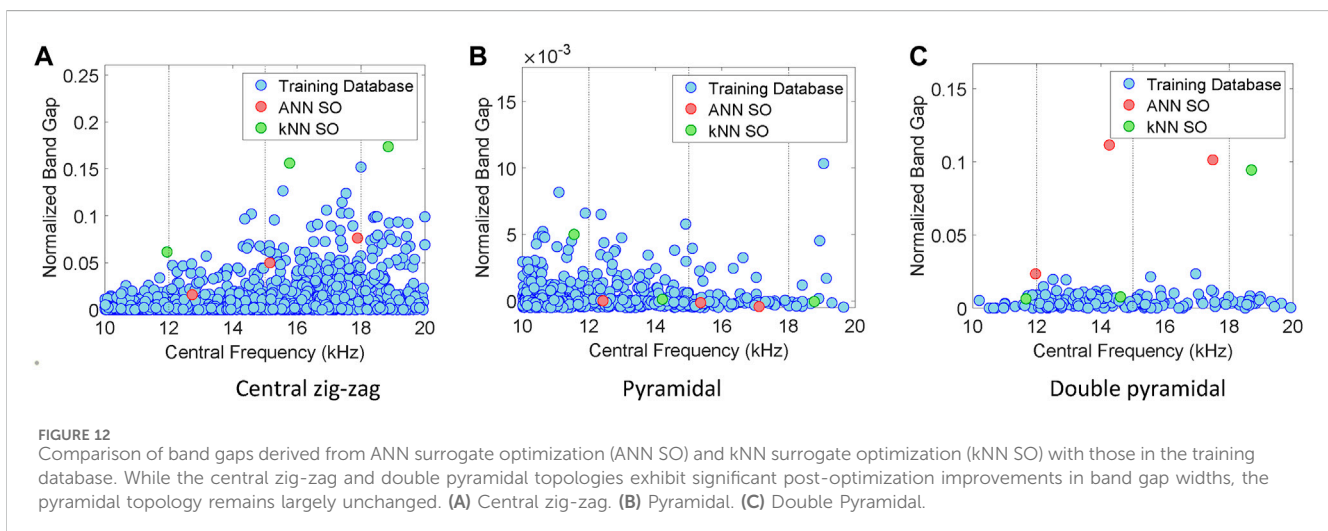 A
0.25
0.2
0.15
0.1
0.05
0
Normalized Band Gap
Training Database
ANN SO
kNN SO
10 12 14 16 18 20
Central Frequency (kHz)
Central zig-zag
B
×10⁻³
15
10
5
0
Normalized Band Gap
Training Database
ANN SO
kNN SO
10 12 14 16 18 20
Central Frequency (kHz)
Pyramidal
C
0.15
0.1
0.05
0
Normalized Band Gap
Training Database
ANN SO
kNN SO
10 12 14 16 18 20
Central Frequency (kHz)
Double pyramidal
FIGURE 12
Comparison of band gaps derived from ANN surrogate optimization (ANN SO) and kNN surrogate optimization (kNN SO) with those in the training
database. While the central zig-zag and double pyramidal topologies exhibit significant post-optimization improvements in band gap widths, the
pyramidal topology remains largely unchanged. (A) Central zig-zag. (B) Pyramidal. (C) Double Pyramidal.